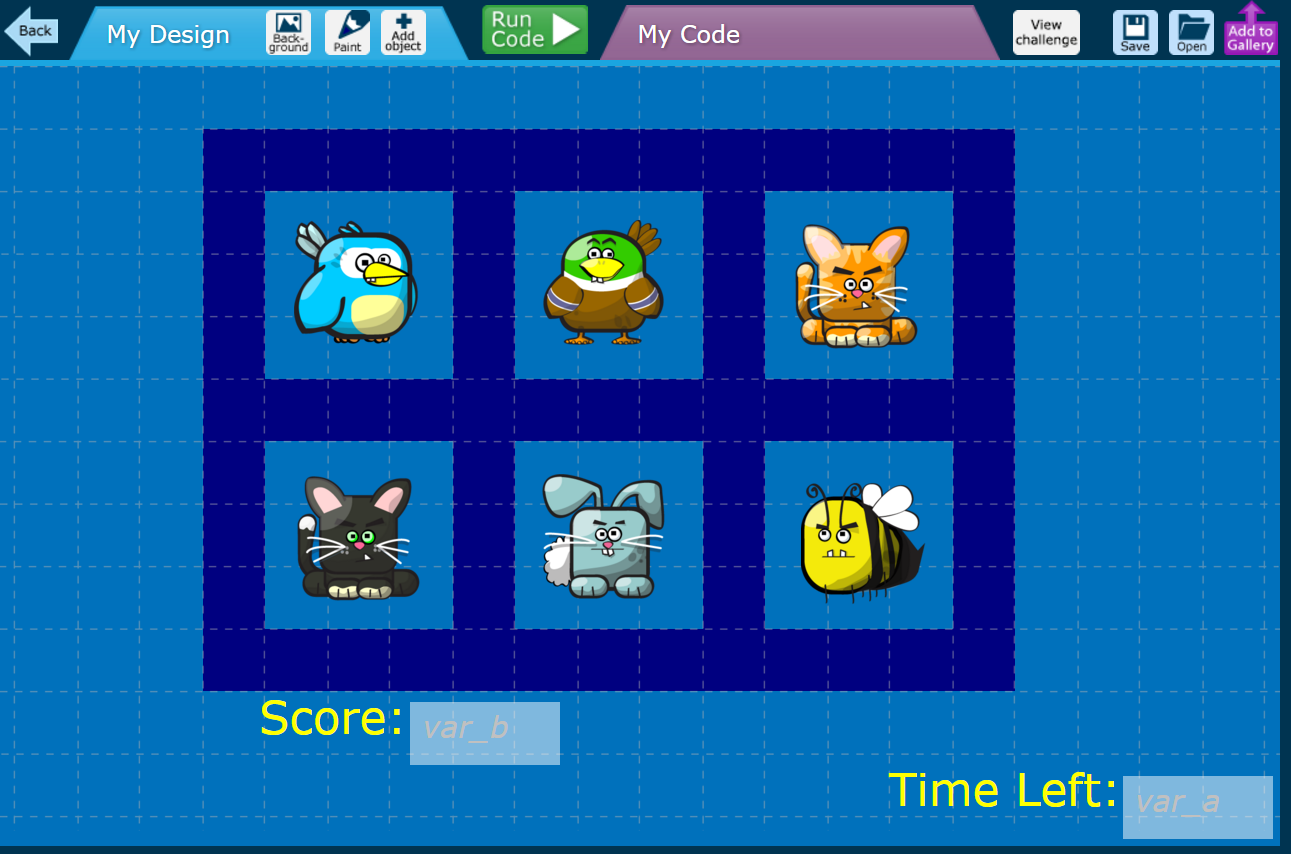 Back
My Design
Back-
ground
Paint
Add
object
Run
Code
My Code
View
challenge
Save
Open
Add to
Gallery
Score:
var_b
Time Left:
var_a